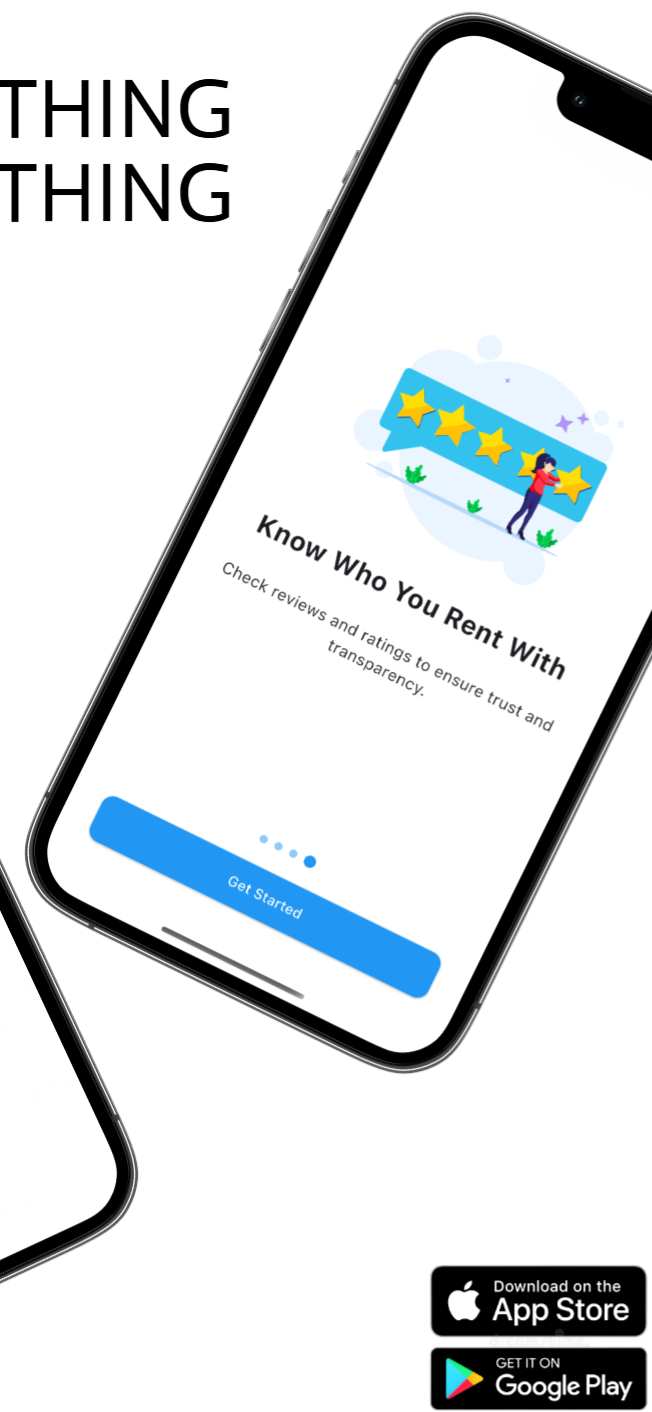 THING
THING
Know Who You Rent With
Check reviews and ratings to ensure trust and
transparency.
Get Started
Download on the
App Store
GET IT ON
Google Play